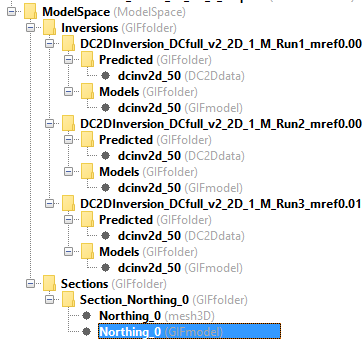 ModelSpace (ModelSpace)
Inversions (GIFfolder)
DC2DInversion_DCfull_v2_2D_1_M_Run1_mref0.00
Predicted (GIFfolder)
dcinv2d_50 (DC2Ddata)
Models (GIFfolder)
dcinv2d_50 (GIFmodel)
DC2DInversion_DCfull_v2_2D_1_M_Run2_mref0.00
Predicted (GIFfolder)
dcinv2d_50 (DC2Ddata)
Models (GIFfolder)
dcinv2d_50 (GIFmodel)
DC2DInversion_DCfull_v2_2D_1_M_Run3_mref0.01
Predicted (GIFfolder)
dcinv2d_50 (DC2Ddata)
Models (GIFfolder)
dcinv2d_50 (GIFmodel)
Sections (GIFfolder)
Section_Northing_0 (GIFfolder)
Northing_0 (mesh3D)
Northing_0 (GIFmodel)